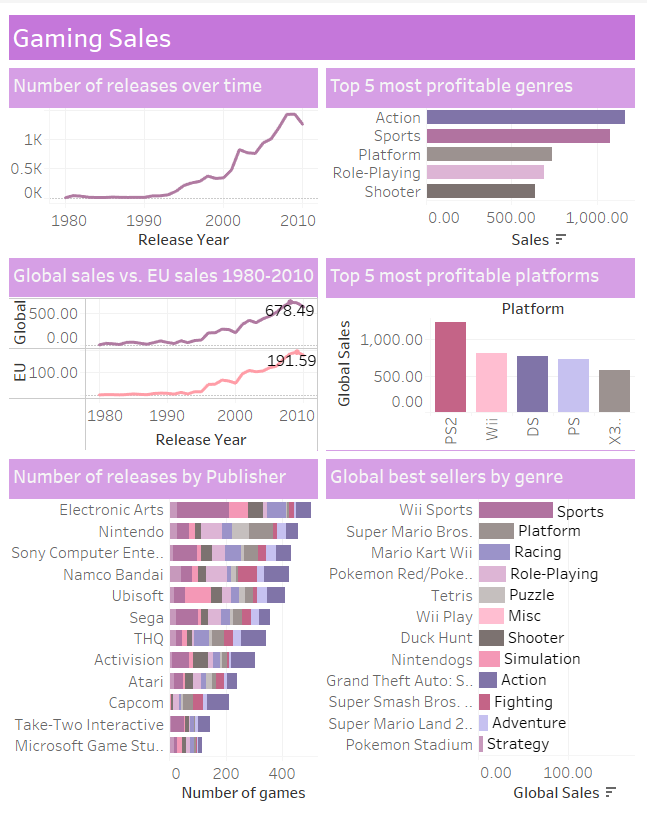 Gaming Sales
Number of releases over time
1K
0.5K
0K
1980 1990 2000 2010
Release Year
Top 5 most profitable genres
Action
Sports
Platform
Role-Playing
Shooter
0.00 500.00 1,000.00
Sales
Global sales vs. EU sales 1980-2010
Global
500.00
0.00
678.49
EU
100.00
191.59
1980 1990 2000 2010
Release Year
Top 5 most profitable platforms
Platform
Global Sales
1,000.00
500.00
0.00
PS2 Wii DS PS X3..
Number of releases by Publisher
Electronic Arts
Nintendo
Sony Computer Ente..
Namco Bandai
Ubisoft
Sega
THQ
Activision
Atari
Capcom
Take-Two Interactive
Microsoft Game Stu..
0 200 400
Number of games
Global best sellers by genre
Wii Sports Sports
Super Mario Bros. Platform
Mario Kart Wii Racing
Pokemon Red/Poke.. Role-Playing
Tetris Puzzle
Wii Play Misc
Duck Hunt Shooter
Nintendogs Simulation
Grand Theft Auto: S.. Action
Super Smash Bros. .. Fighting
Super Mario Land 2.. Adventure
Pokemon Stadium Strategy
0.00 100.00
Global Sales